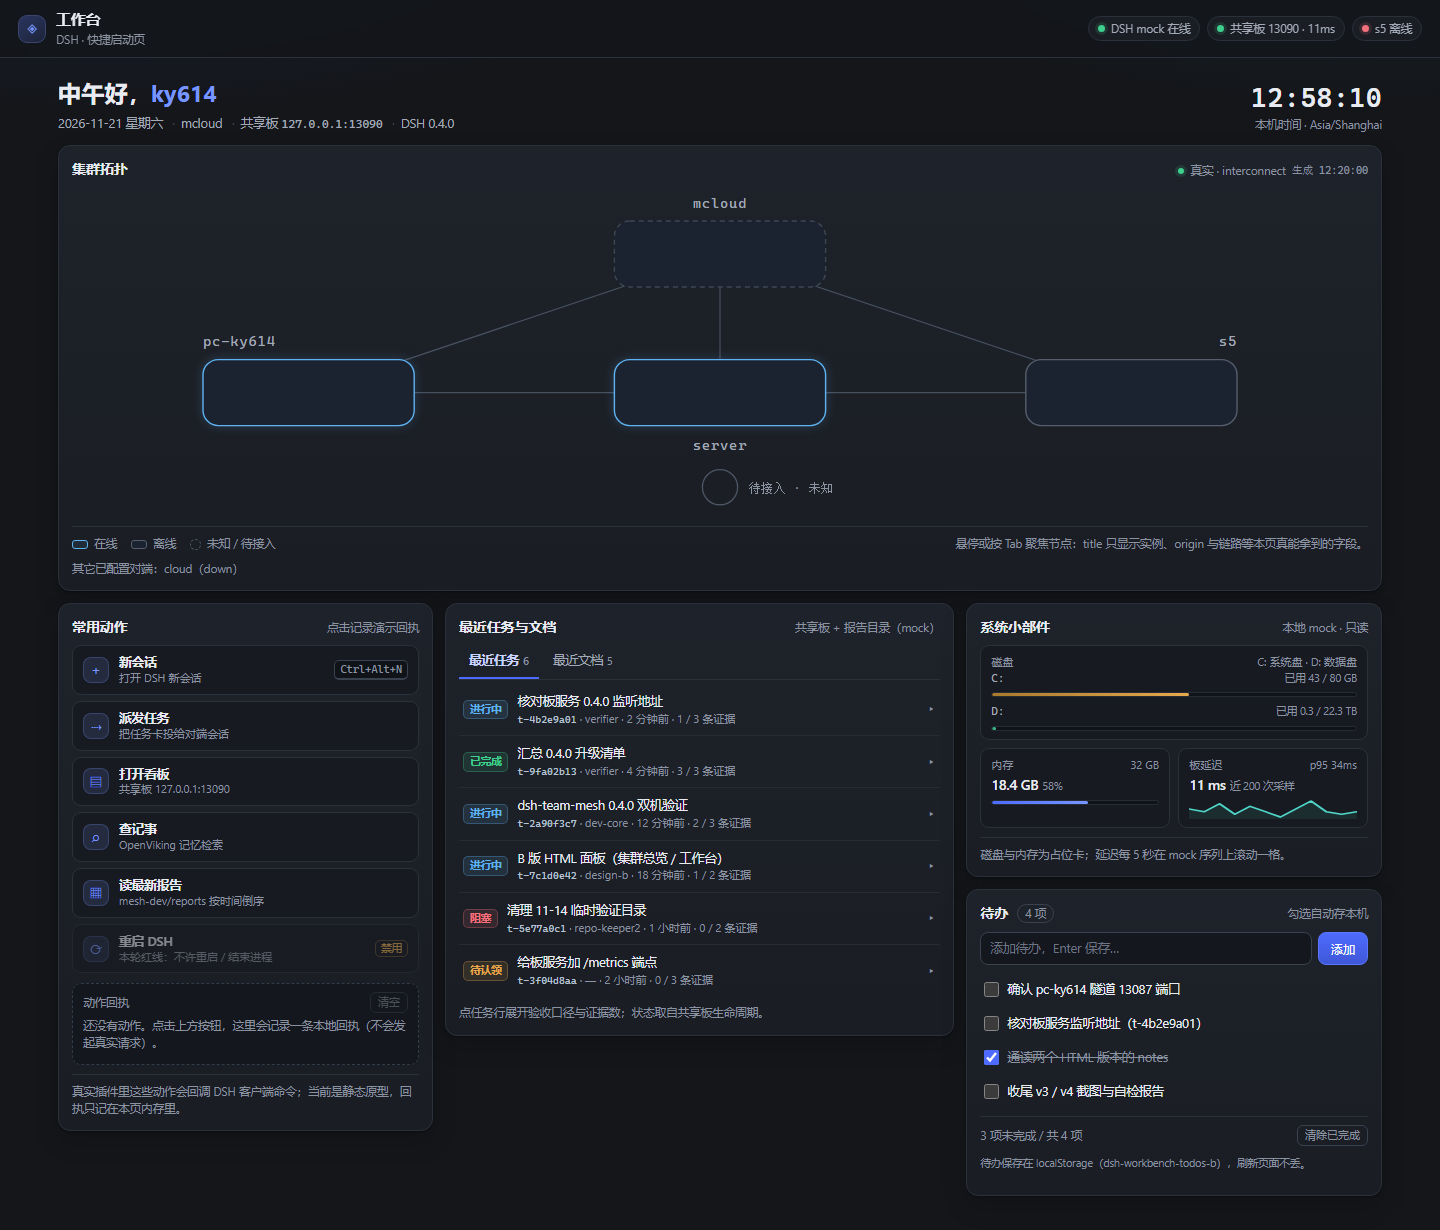 工作台
DSH · 快捷启动页
DSH mock 在线
共享板 13090 · 11ms
s5 离线
中午好，ky614
2026-11-21 星期六 · mcloud · 共享板 127.0.0.1:13090 · DSH 0.4.0
12:58:10
本机时间 · Asia/Shanghai
集群拓扑
真实 · interconnect 生成 12:20:00
mcloud
pc-ky614
s5
server
待接入 · 未知
在线 离线 未知 / 待接入
悬停或按 Tab 聚焦节点：title 只显示实例、origin 与链路等本页真能拿到的字段。
其它已配置对端：cloud（down）
常用动作
点击记录演示回执
新会话
打开 DSH 新会话
Ctrl+Alt+N
派发任务
把任务卡投给对端会话
打开看板
共享板 127.0.0.1:13090
查记事
OpenViking 记忆检索
读最新报告
mesh-dev/reports 按时间倒序
重启 DSH
本轮红线：不许重启 / 结束进程
禁用
动作回执
清空
还没有动作。点击上方按钮，这里会记录一条本地回执（不会发
起真实请求）。
真实插件里这些动作会回调 DSH 客户端命令；当前是静态原型，回
执只记在本页内存里。
最近任务与文档
共享板 + 报告目录（mock）
最近任务 6
最近文档 5
进行中
核对板服务 0.4.0 监听地址
t-4b2e9a01 · verifier · 2 分钟前 · 1 / 3 条证据
已完成
汇总 0.4.0 升级清单
t-9fa02b13 · verifier · 4 分钟前 · 3 / 3 条证据
进行中
dsh-team-mesh 0.4.0 双机验证
t-2a90f3c7 · dev-core · 12 分钟前 · 2 / 3 条证据
进行中
B 版 HTML 面板（集群总览 / 工作台）
t-7c1d0e42 · design-b · 18 分钟前 · 1 / 2 条证据
阻塞
清理 11-14 临时验证目录
t-5e77a0c1 · repo-keeper2 · 1 小时前 · 0 / 2 条证据
待认领
给板服务加 /metrics 端点
t-3f04d8aa · — · 2 小时前 · 0 / 3 条证据
点任务行展开验收口径与证据数；状态取自共享板生命周期。
系统小部件
本地 mock · 只读
磁盘
C: 系统盘 · D: 数据盘
C:
已用 43 / 80 GB
D:
已用 0.3 / 22.3 TB
内存
32 GB
18.4 GB 58%
板延迟
p95 34ms
11 ms 近 200 次采样
磁盘与内存为占位卡；延迟每 5 秒在 mock 序列上滚动一格。
待办
4 项
勾选自动存本机
添加待办，Enter 保存…
添加
确认 pc-ky614 隧道 13087 端口
核对板服务监听地址（t-4b2e9a01）
通读两个 HTML 版本的 notes
收尾 v3 / v4 截图与自检报告
3 项未完成 / 共 4 项
清除已完成
待办保存在 localStorage（dsh-workbench-todos-b），刷新页面不丢。